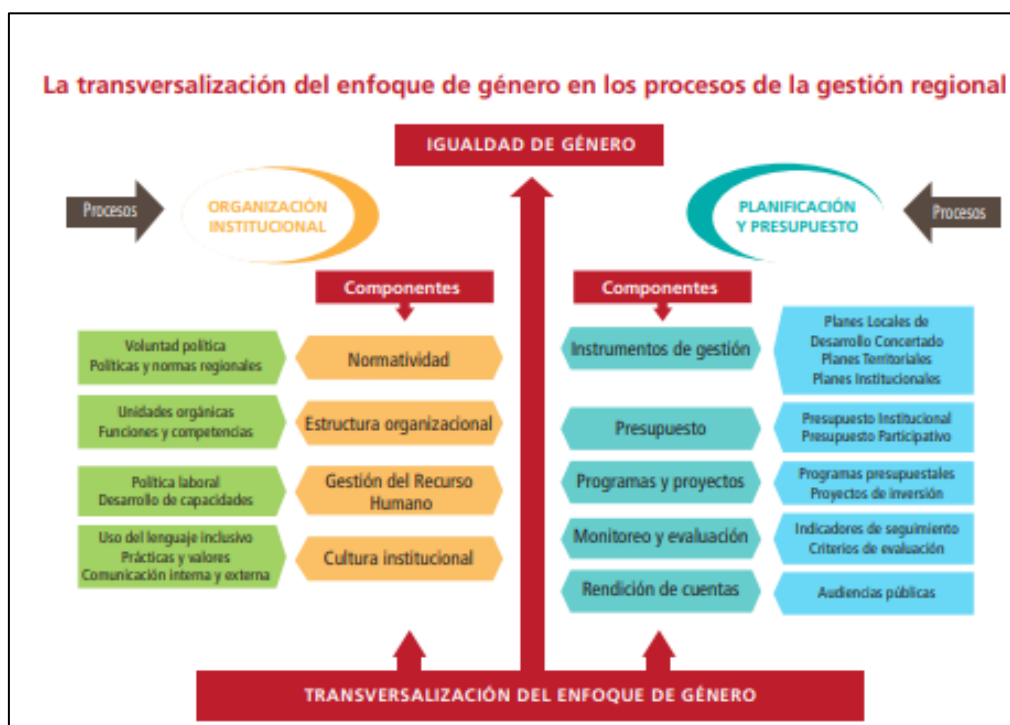 La transversalización del enfoque de género en los procesos de la gestión regional
IGUALDAD DE GÉNERO
Procesos
ORGANIZACIÓN
INSTITUCIONAL
PLANIFICACIÓN
Y PRESUPUESTO
Procesos
Componentes
Componentes
Voluntad política
Políticas y normas regionales
Normatividad
Unidades orgánicas
Funciones y competencias
Estructura organizacional
Política laboral
Desarrollo de capacidades
Gestión del Recurso
Humano
Uso del lenguaje inclusivo
Prácticas y valores
Comunicación interna y externa
Cultura institucional
Instrumentos de gestión
Planes Locales de
Desarrollo Concertado
Planes Territoriales
Planes Institucionales
Presupuesto
Presupuesto Institucional
Presupuesto Participativo
Programas y proyectos
Programas presupuestales
Proyectos de inversión
Monitoreo y evaluación
Indicadores de seguimiento
Criterios de evaluación
Rendición de cuentas
Audiencias públicas
TRANSVERSALIZACIÓN DEL ENFOQUE DE GÉNERO